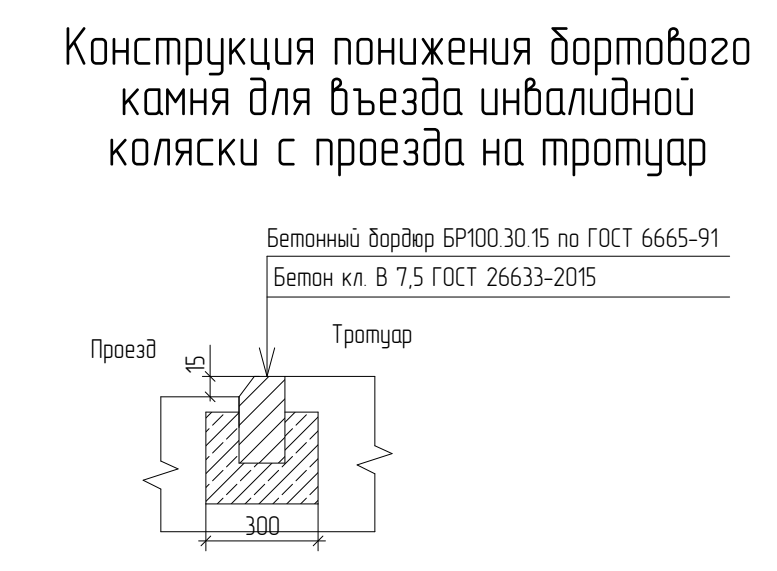 Конструкция понижения бортового
камня для въезда инвалидной
коляски с проезда на тротуар
Бетонный бордюр БР100.30.15 по ГОСТ 6665-91
Бетон кл. В 7,5 ГОСТ 26633-2015
Тротуар
Проезд
15
300